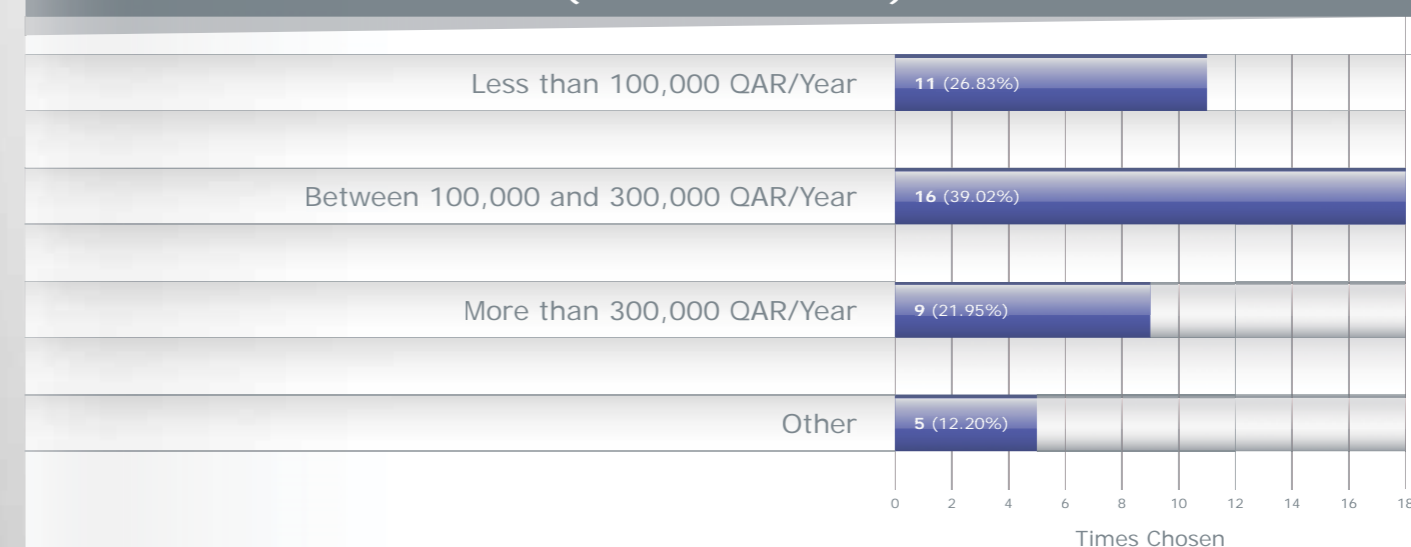 Less than 100,000 QAR/Year
11 (26.83%)
Between 100,000 and 300,000 QAR/Year
16 (39.02%)
More than 300,000 QAR/Year
9 (21.95%)
Other
5 (12.20%)
0 2 4 6 8 10 12 14 16 18
Times Chosen